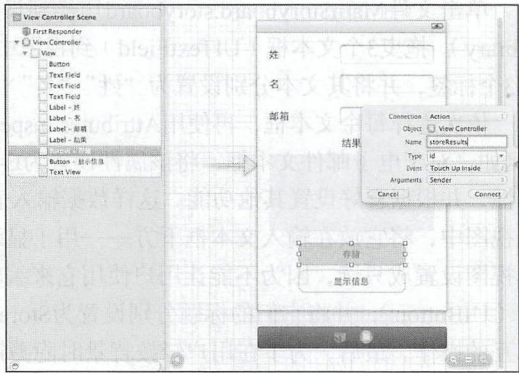 View Controller Scene
First Responder
View Controller
View
Button
Text Field
Text Field
Text Field
Label - 姓
Label - 名
Label - 邮箱
Label - 结果
Button - 显示信息
Text View
姓
名
邮箱
结果
存储
显示信息
Connection Action
Object View Controller
Name storeResults
Type id
Event Touch Up Inside
Arguments Sender
Cancel
Connect